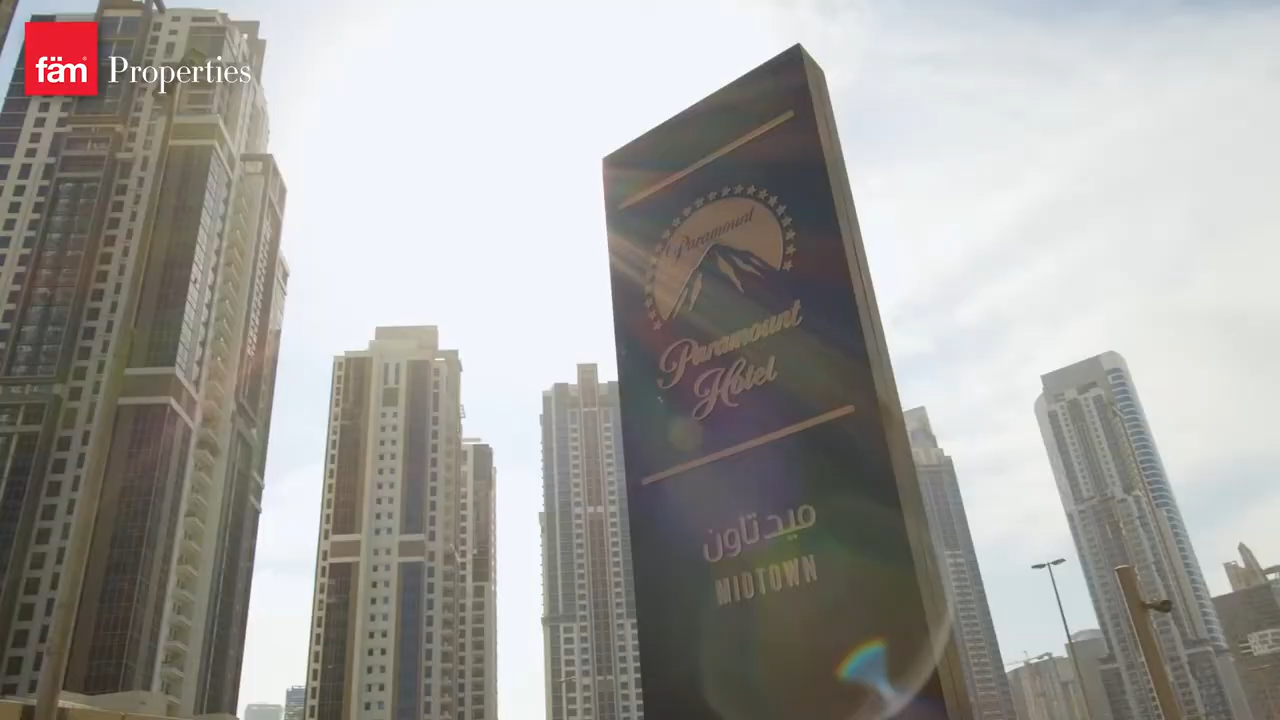 fäm Properties
Paramount
Paramount
Hotel
ميدتاون
MIDTOWN